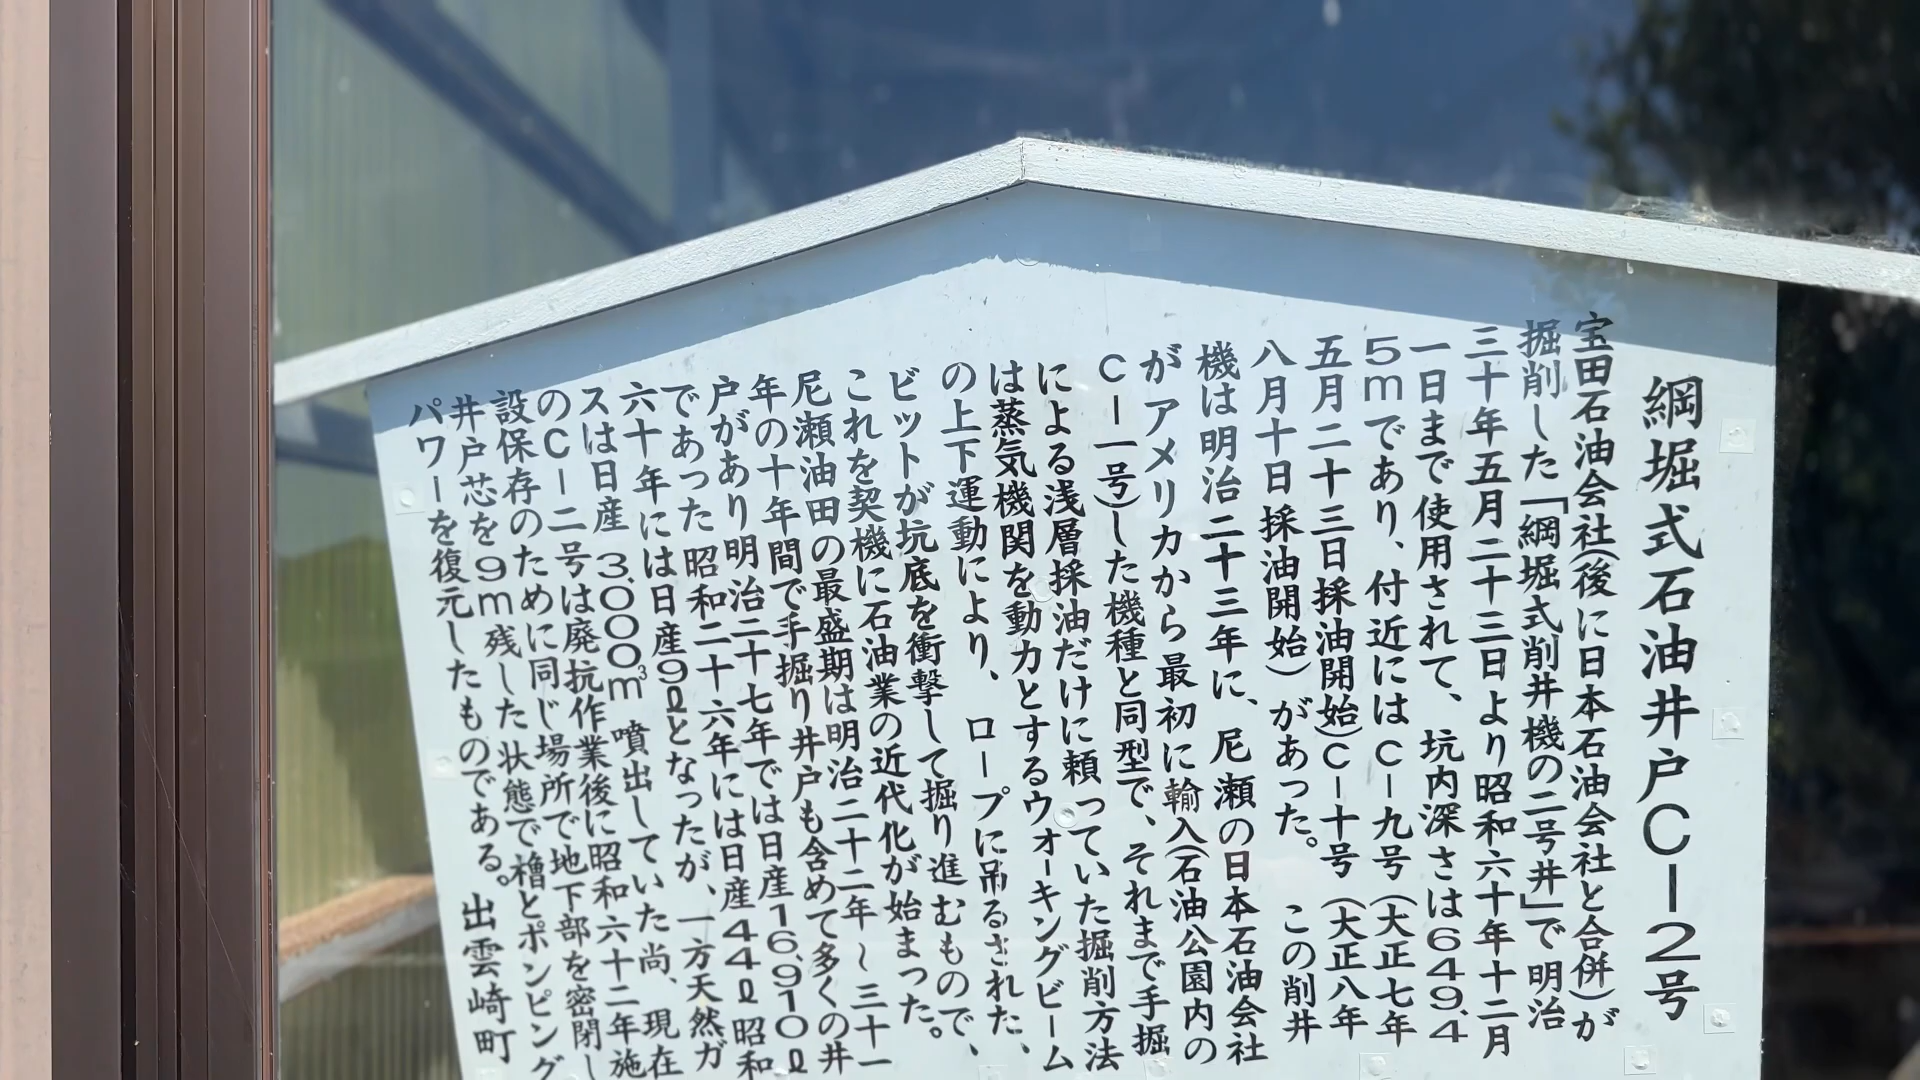 綱堀式石油井戸C−2号
宝田石油会社(後に日本石油会社と合併)が
掘削した「綱堀式削井機の二号井」で明治
三十年五月二十三日より昭和六十年十二月
一日まで使用されて、坑内深さは649.4
5mであり、付近にはC−九号(大正七年
五月二十三日採油開始)C−十号(大正八年
八月十日採油開始)があった。 この削井
機は明治二十三年に、尼瀬の日本石油会社
がアメリカから最初に輸入(石油公園内の
C−一号)した機種と同型で、それまで手掘
による浅層採油だけに頼っていた掘削方法
は蒸気機関を動力とするウォーキングビーム
の上下運動により、ロープに吊るされた、
ビットが坑底を衝撃して掘り進むもので、
これを契機に石油業の近代化が始まった。
尼瀬油田の最盛期は明治二十二年〜三十一
年の十年間で手掘り井戸も含めて多くの井
戸があり明治二十七年では日産16,910ℓ
であった昭和二十六年には日産44ℓ昭和
六十年には日産9ℓとなったが、一方天然ガ
スは日産 3,000㎥ 噴出していた尚、現在
のC−二号は廃抗作業後に昭和六十二年施
設保存のために同じ場所で地下部を密閉し
井戸芯を9m残した状態で櫓とポンピング
パワーを復元したものである。 出雲崎町